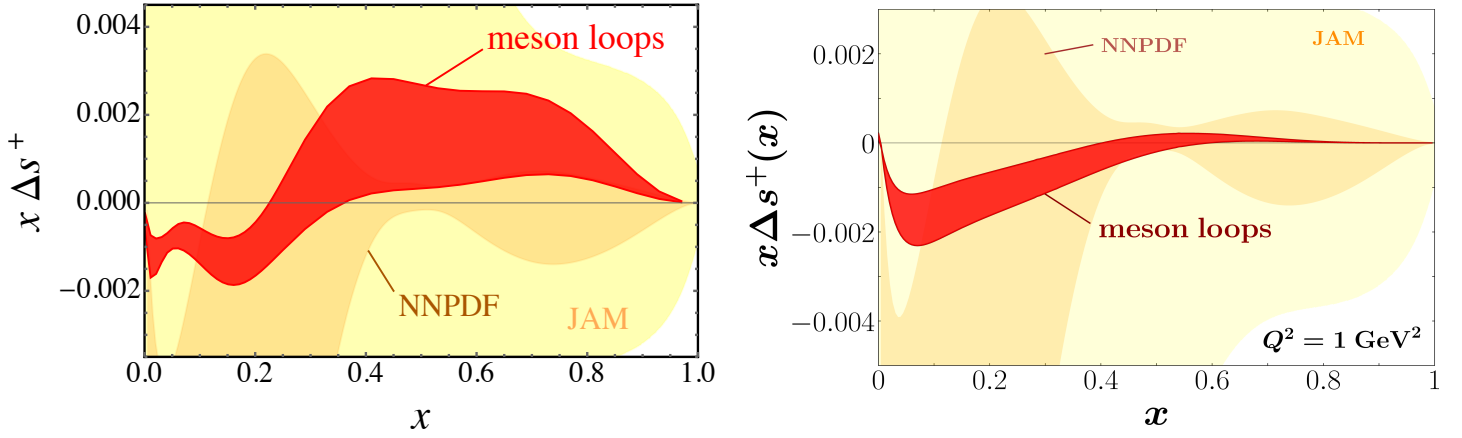 0.004
0.002
0.000
−0.002
x Δs⁺
meson loops
NNPDF
JAM
0.0 0.2 0.4 0.6 0.8 1.0
x
0.002
0
−0.002
−0.004
xΔs⁺(x)
NNPDF
JAM
meson loops
Q² = 1 GeV²
0 0.2 0.4 0.6 0.8 1
x